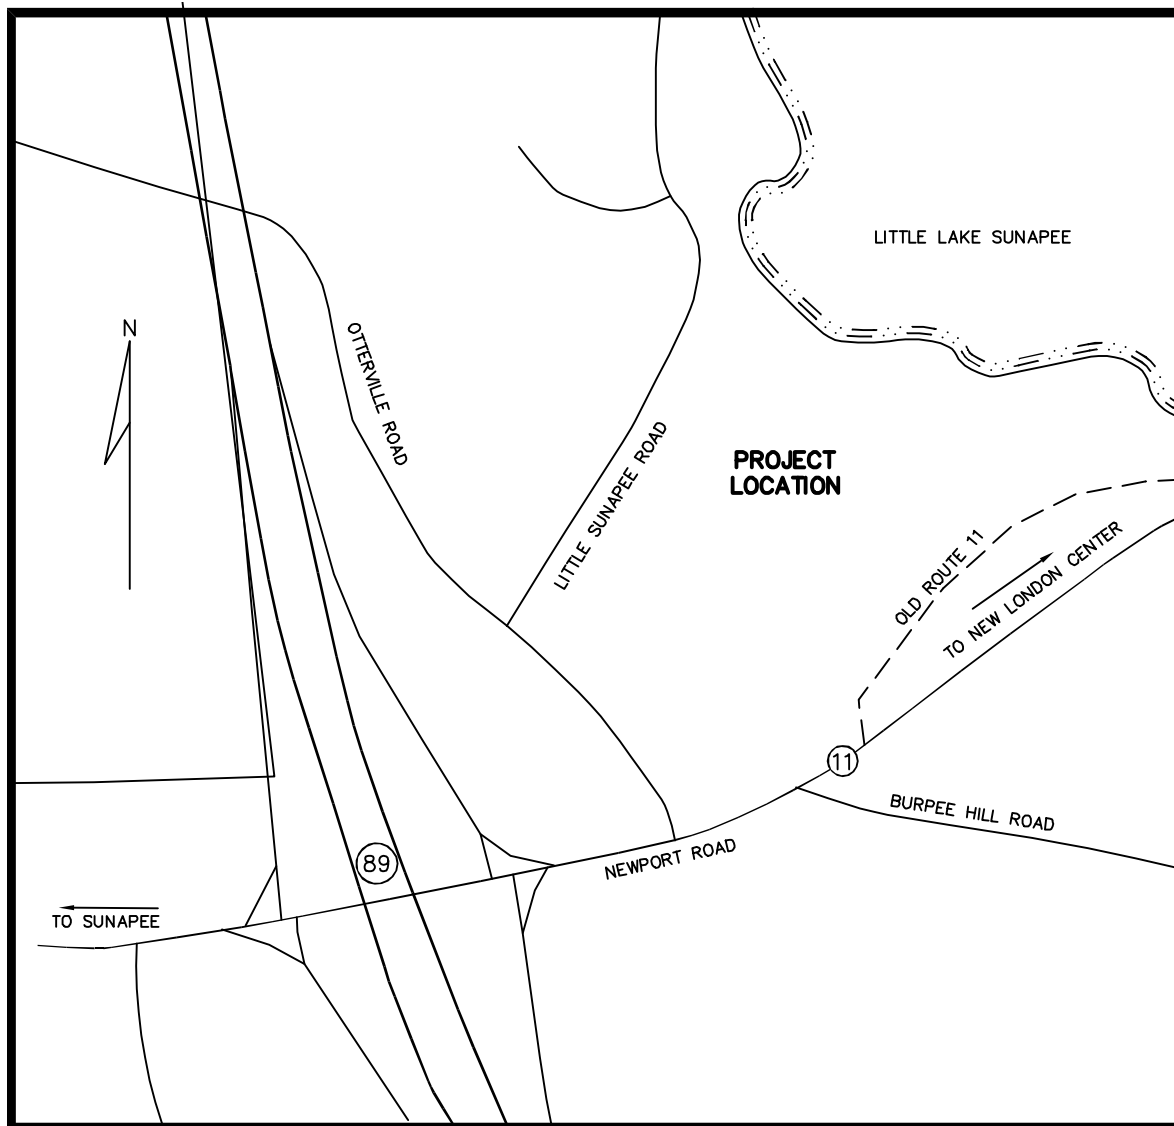 LITTLE LAKE SUNAPEE
N
OTTERVILLE ROAD
LITTLE SUNAPEE ROAD
PROJECT
LOCATION
OLD ROUTE 11
TO NEW LONDON CENTER
11
BURPEE HILL ROAD
NEWPORT ROAD
89
TO SUNAPEE